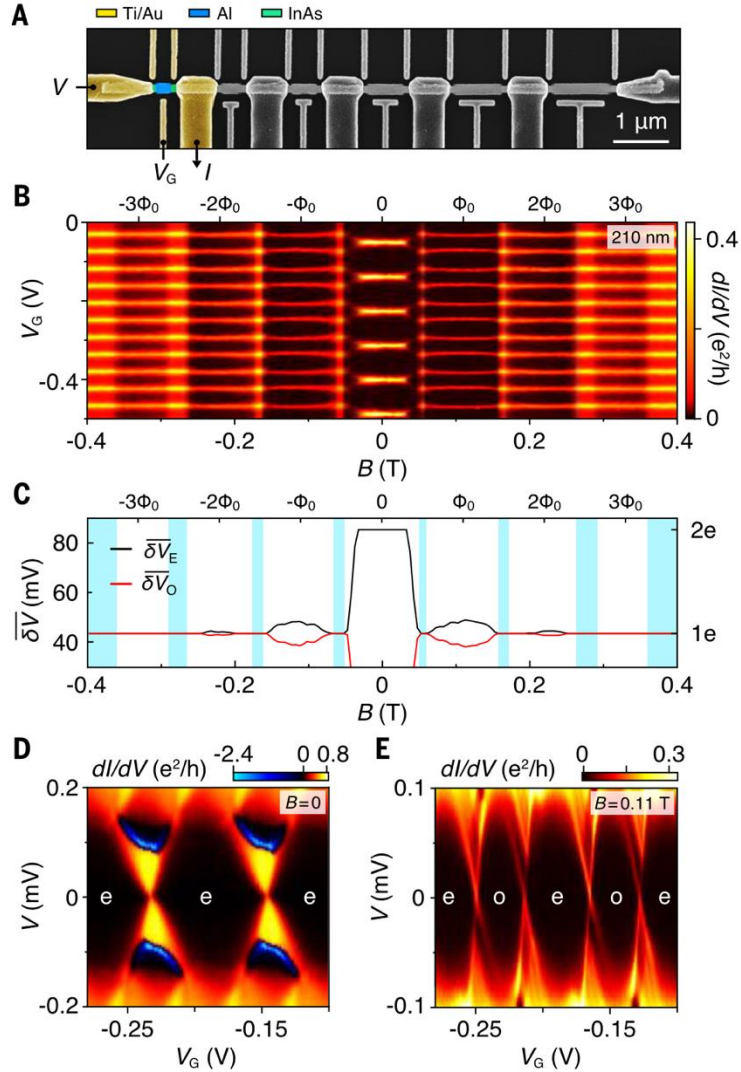 A
Ti/Au Al InAs
V
V_G I
1 μm
B
-3Φ₀ -2Φ₀ -Φ₀ 0 Φ₀ 2Φ₀ 3Φ₀
0
-0.4
V_G (V)
210 nm
0.4
0
dI/dV (e²/h)
-0.4 -0.2 0 0.2 0.4
B (T)
C
-3Φ₀ -2Φ₀ -Φ₀ 0 Φ₀ 2Φ₀ 3Φ₀
80
60
40
δV (mV)
δV_E
δV_O
2e
1e
-0.4 -0.2 0 0.2 0.4
B (T)
D
dI/dV (e²/h)
-2.4 0 0.8
B=0
0.2
0
-0.2
V (mV)
e e e
-0.25 -0.15
V_G (V)
E
dI/dV (e²/h)
0 0.3
B=0.11 T
0.1
0
-0.1
V (mV)
e o e o e
-0.25 -0.15
V_G (V)